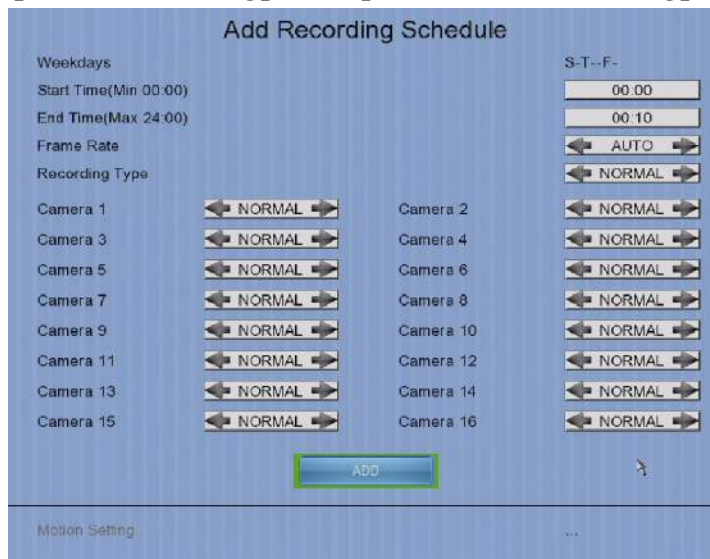 Add Recording Schedule
Weekdays S-T--F-
Start Time(Min 00:00) 00:00
End Time(Max 24:00) 00:10
Frame Rate AUTO
Recording Type NORMAL
Camera 1 NORMAL Camera 2 NORMAL
Camera 3 NORMAL Camera 4 NORMAL
Camera 5 NORMAL Camera 6 NORMAL
Camera 7 NORMAL Camera 8 NORMAL
Camera 9 NORMAL Camera 10 NORMAL
Camera 11 NORMAL Camera 12 NORMAL
Camera 13 NORMAL Camera 14 NORMAL
Camera 15 NORMAL Camera 16 NORMAL
ADD
Motion Setting ...